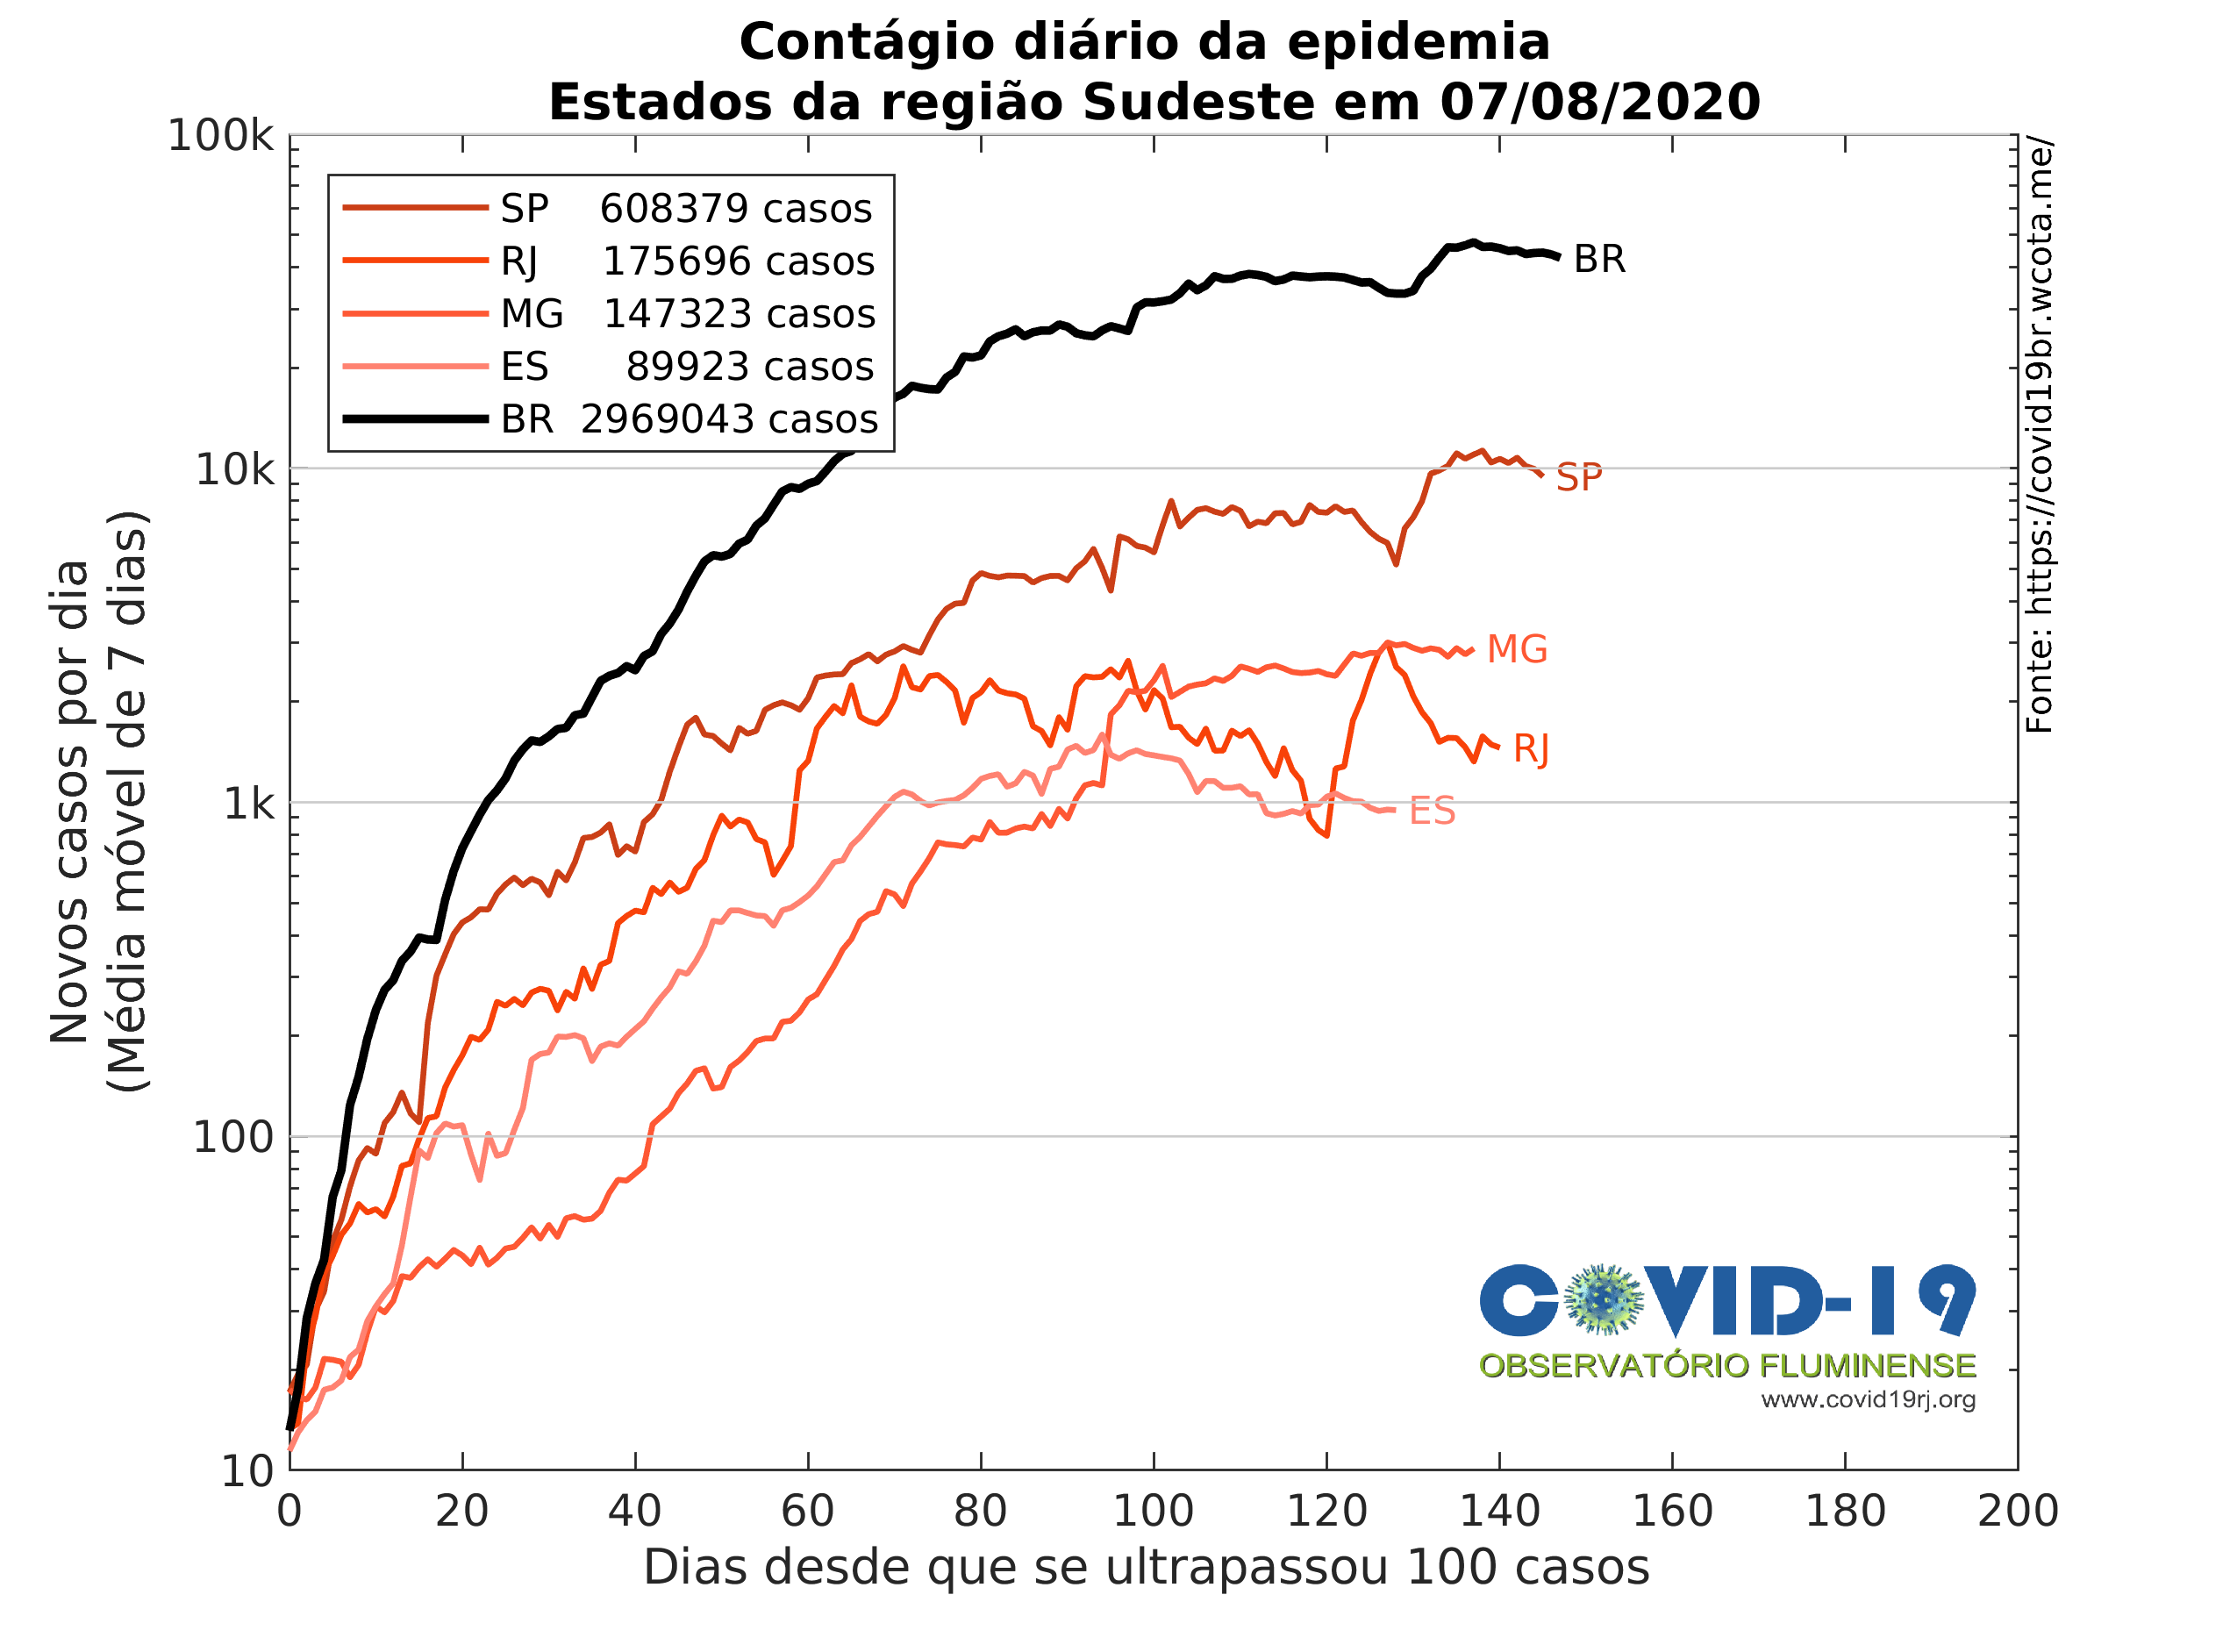 Contágio diário da epidemia
Estados da região Sudeste em 07/08/2020
100k
10k
1k
100
10
Novos casos por dia
(Média móvel de 7 dias)
SP 608379 casos
RJ 175696 casos
MG 147323 casos
ES 89923 casos
BR 2969043 casos
BR
SP
MG
RJ
ES
Fonte: https://covid19br.wcota.me/
COVID-19
OBSERVATÓRIO FLUMINENSE
www.covid19rj.org
0 20 40 60 80 100 120 140 160 180 200
Dias desde que se ultrapassou 100 casos